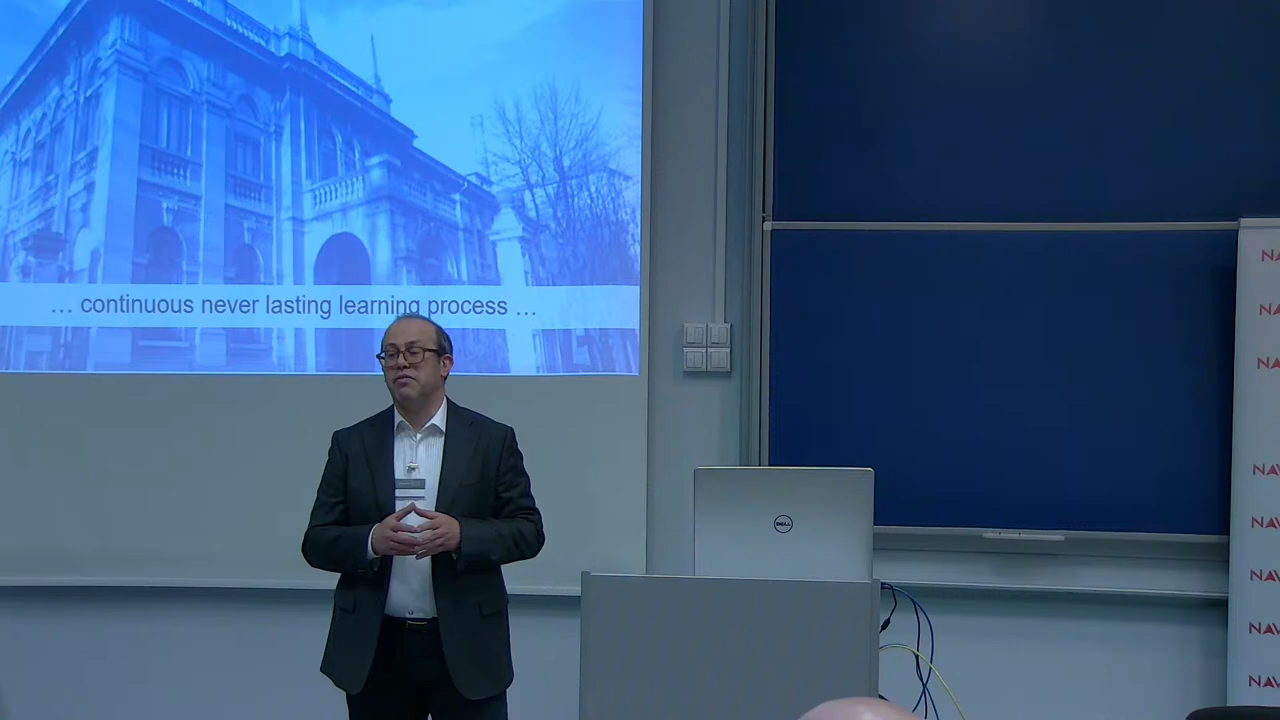 … continuous never lasting learning process …
DELL
NA
NA
NA
NAV
NAV
NAV
NAV
NAV